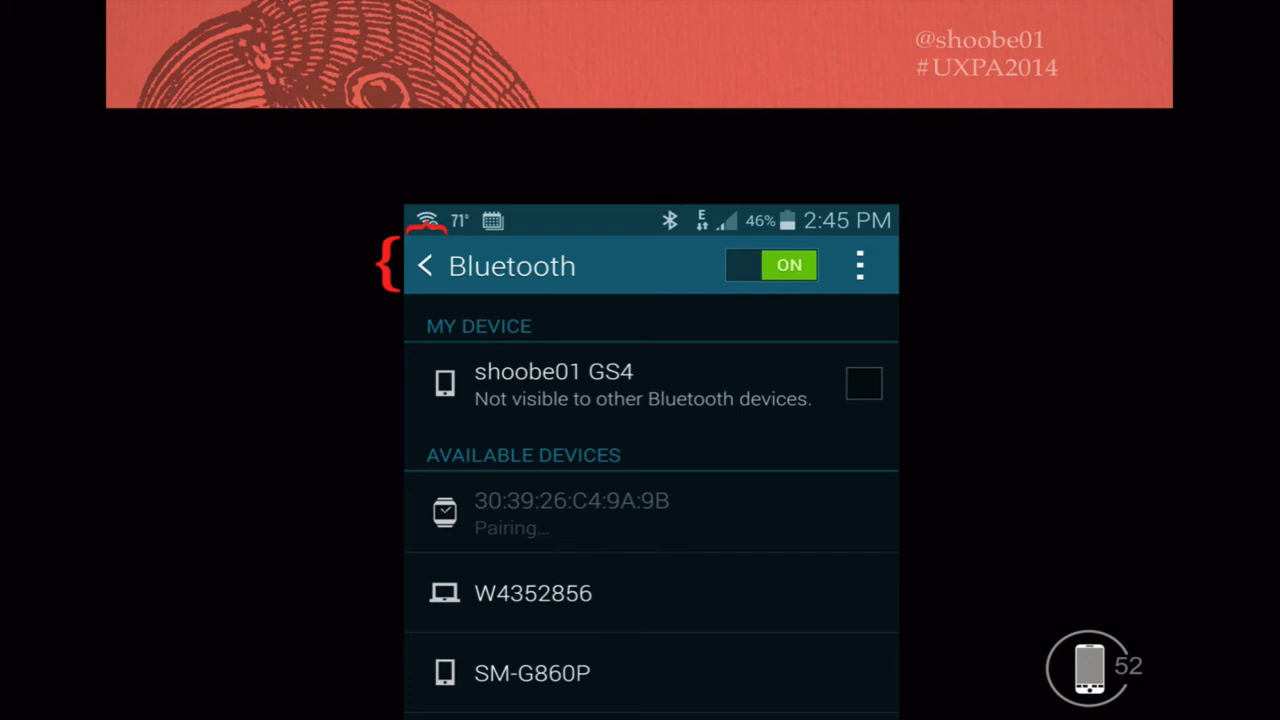 @shoobe01
#UXPA2014
71° E 46% 2:45 PM
Bluetooth ON
MY DEVICE
shoobe01 GS4
Not visible to other Bluetooth devices.
AVAILABLE DEVICES
30:39:26:C4:9A:9B
Pairing...
W4352856
SM-G860P
52